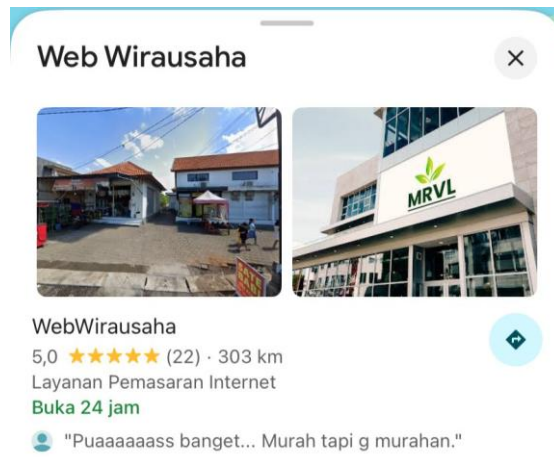 Web Wirausaha
MRVL
WebWirausaha
5,0 ★★★★★ (22) · 303 km
Layanan Pemasaran Internet
Buka 24 jam
"Puaaaaaass banget... Murah tapi g murahan."